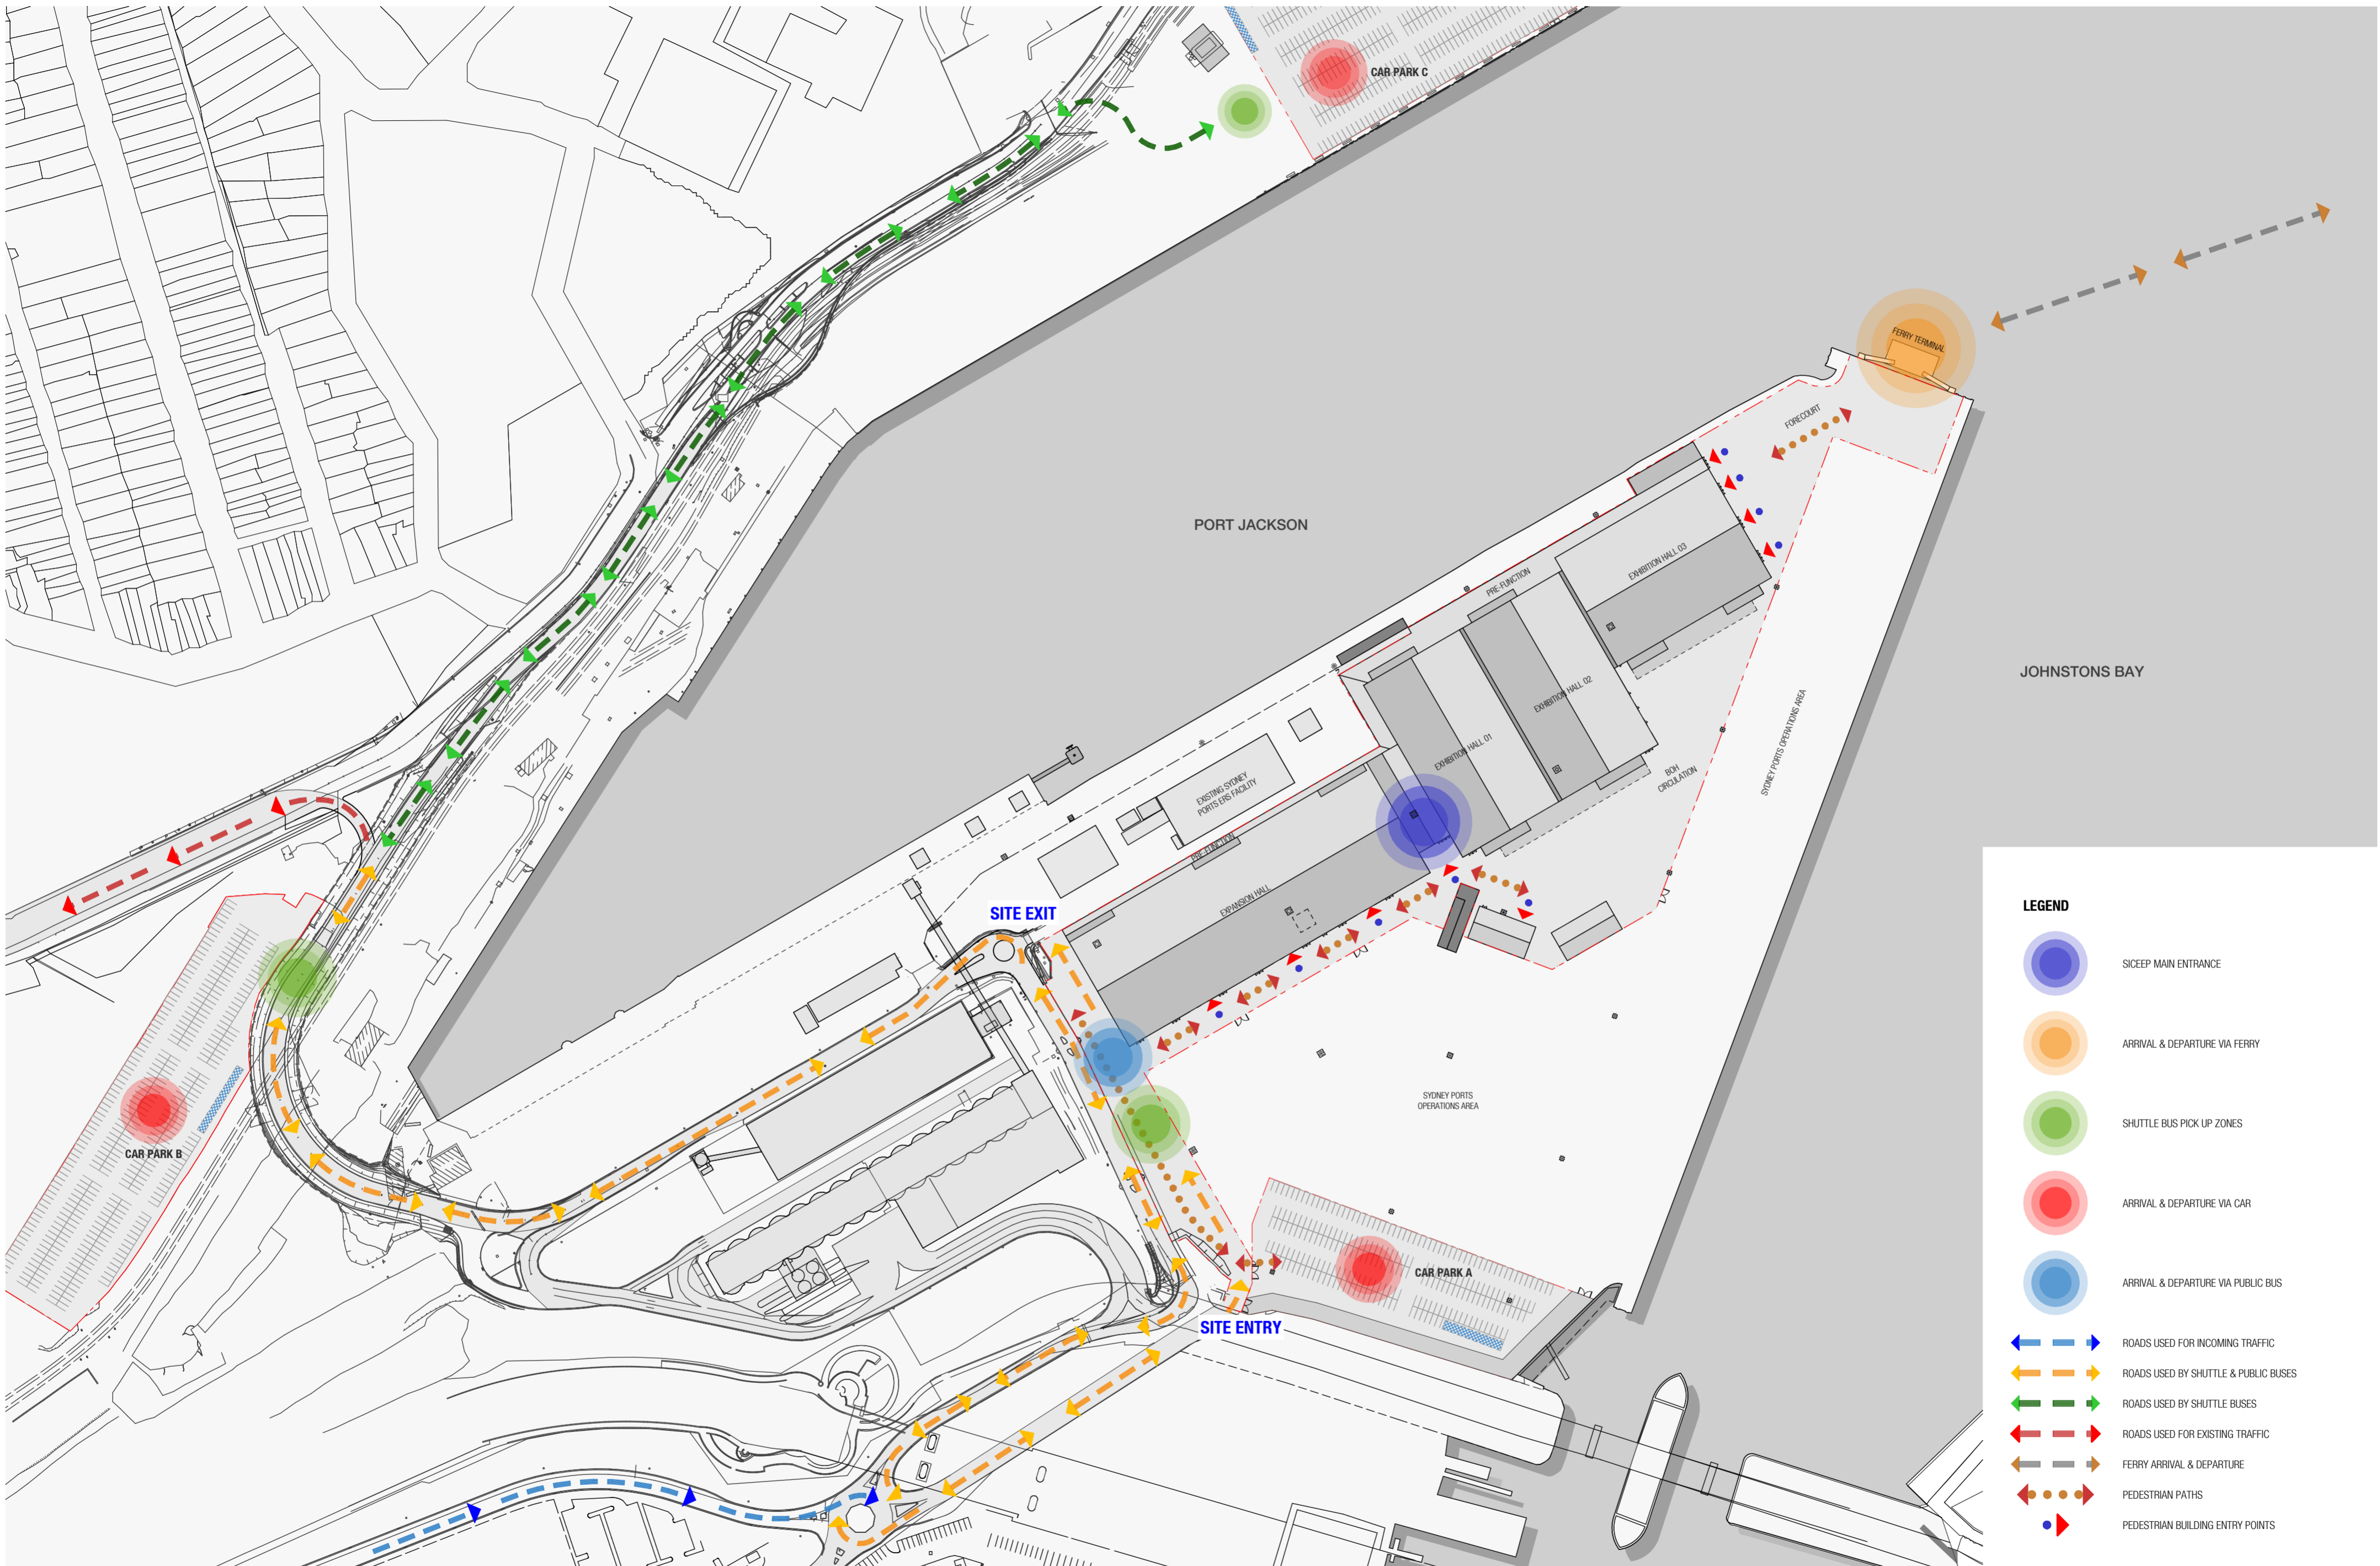 CAR PARK C
FERRY TERMINAL
FORECOURT
PORT JACKSON
EXHIBITION HALL 03
PRE-FUNCTION
JOHNSTONS BAY
EXHIBITION HALL 02
EXHIBITION HALL 01
SYDNEY PORTS OPERATIONS AREA
BOH
CIRCULATION
EXISTING SYDNEY
PORTS ERS FACILITY
PRE-FUNCTION
EXPANSION HALL
SITE EXIT
SYDNEY PORTS
OPERATIONS AREA
CAR PARK B
CAR PARK A
SITE ENTRY
LEGEND
SICEEP MAIN ENTRANCE
ARRIVAL & DEPARTURE VIA FERRY
SHUTTLE BUS PICK UP ZONES
ARRIVAL & DEPARTURE VIA CAR
ARRIVAL & DEPARTURE VIA PUBLIC BUS
ROADS USED FOR INCOMING TRAFFIC
ROADS USED BY SHUTTLE & PUBLIC BUSES
ROADS USED BY SHUTTLE BUSES
ROADS USED FOR EXISTING TRAFFIC
FERRY ARRIVAL & DEPARTURE
PEDESTRIAN PATHS
PEDESTRIAN BUILDING ENTRY POINTS